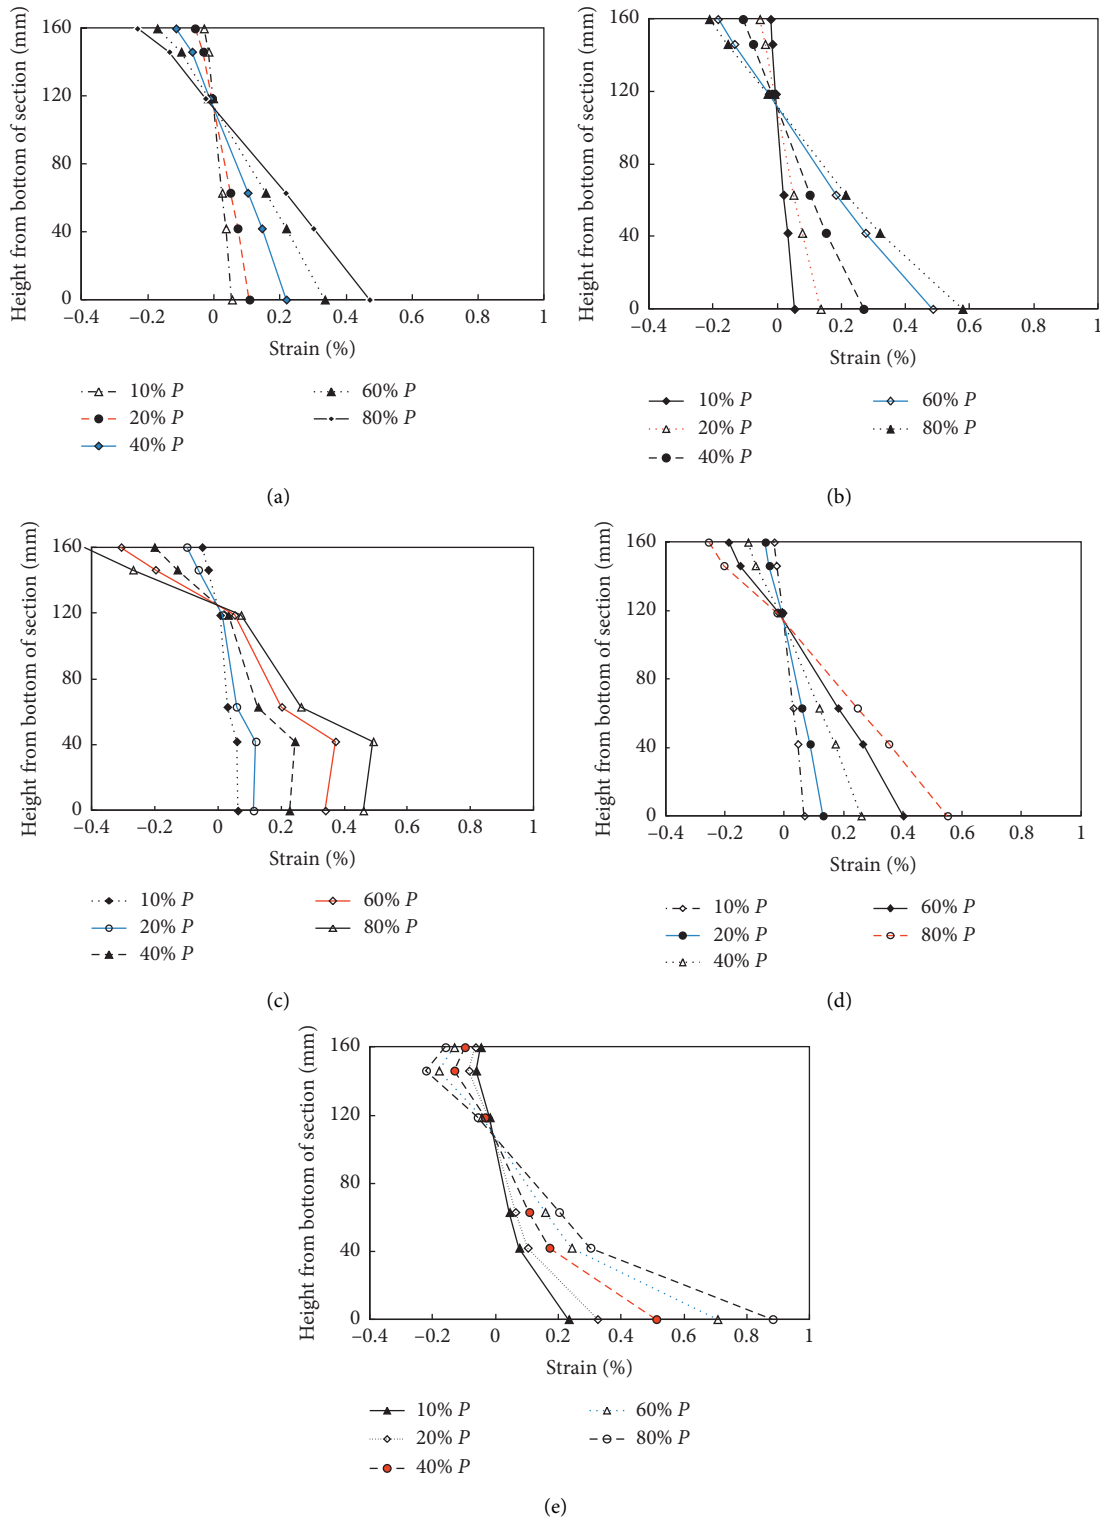 Height from bottom of section (mm)
160
120
80
40
0
−0.4 −0.2 0 0.2 0.4 0.6 0.8 1
Strain (%)
10% P
20% P
40% P
60% P
80% P
(a)
Height from bottom of section (mm)
160
120
80
40
0
−0.4 −0.2 0 0.2 0.4 0.6 0.8 1
Strain (%)
10% P
20% P
40% P
60% P
80% P
(b)
Height from bottom of section (mm)
160
120
80
40
0
−0.4 −0.2 0 0.2 0.4 0.6 0.8 1
Strain (%)
10% P
20% P
40% P
60% P
80% P
(c)
Height from bottom of section (mm)
160
120
80
40
0
−0.4 −0.2 0 0.2 0.4 0.6 0.8 1
Strain (%)
10% P
20% P
40% P
60% P
80% P
(d)
Height from bottom of section (mm)
160
120
80
40
0
−0.4 −0.2 0 0.2 0.4 0.6 0.8 1
Strain (%)
10% P
20% P
40% P
60% P
80% P
(e)